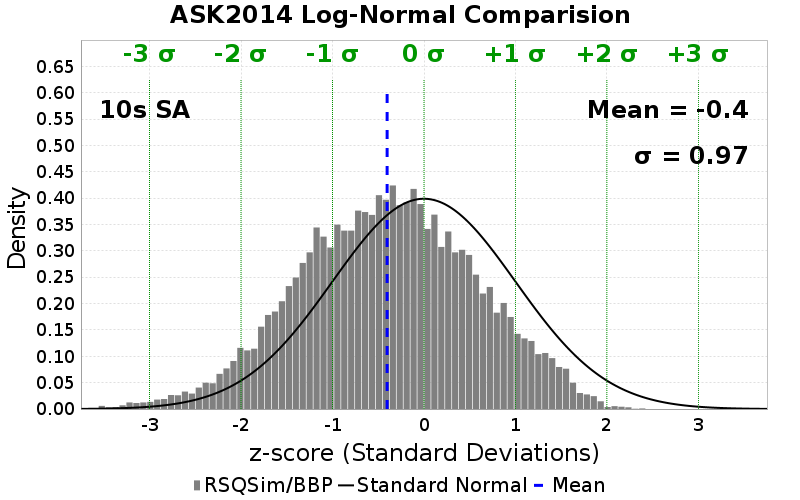 ASK2014 Log-Normal Comparision
-3 σ -2 σ -1 σ 0 σ +1 σ +2 σ +3 σ
10s SA
Mean = -0.4
σ = 0.97
Density
0.65
0.60
0.55
0.50
0.45
0.40
0.35
0.30
0.25
0.20
0.15
0.10
0.05
0.00
-3 -2 -1 0 1 2 3
z-score (Standard Deviations)
RSQSim/BBP Standard Normal Mean